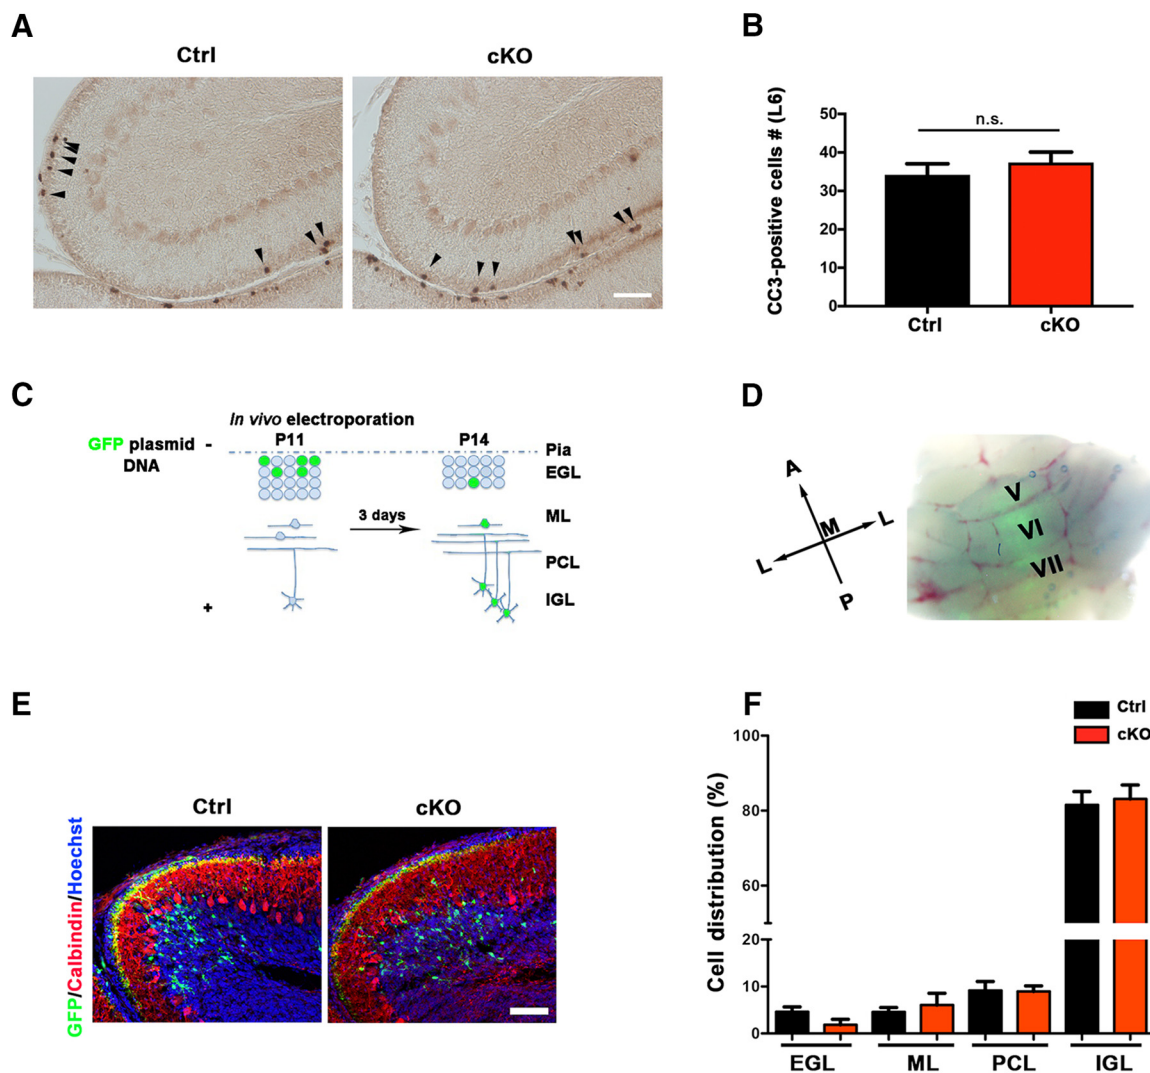 A
Ctrl
cKO
B
CC3-positive cells # (L6)
50
40
30
20
10
0
n.s.
Ctrl
cKO
C
In vivo electroporation
GFP plasmid DNA
-
+
P11
P14
3 days
Pia
EGL
ML
PCL
IGL
D
A
M
L
L
P
V
VI
VII
E
GFP/Calbindin/Hoechst
Ctrl
cKO
F
Ctrl
cKO
Cell distribution (%)
100
80
60
20
10
0
EGL
ML
PCL
IGL